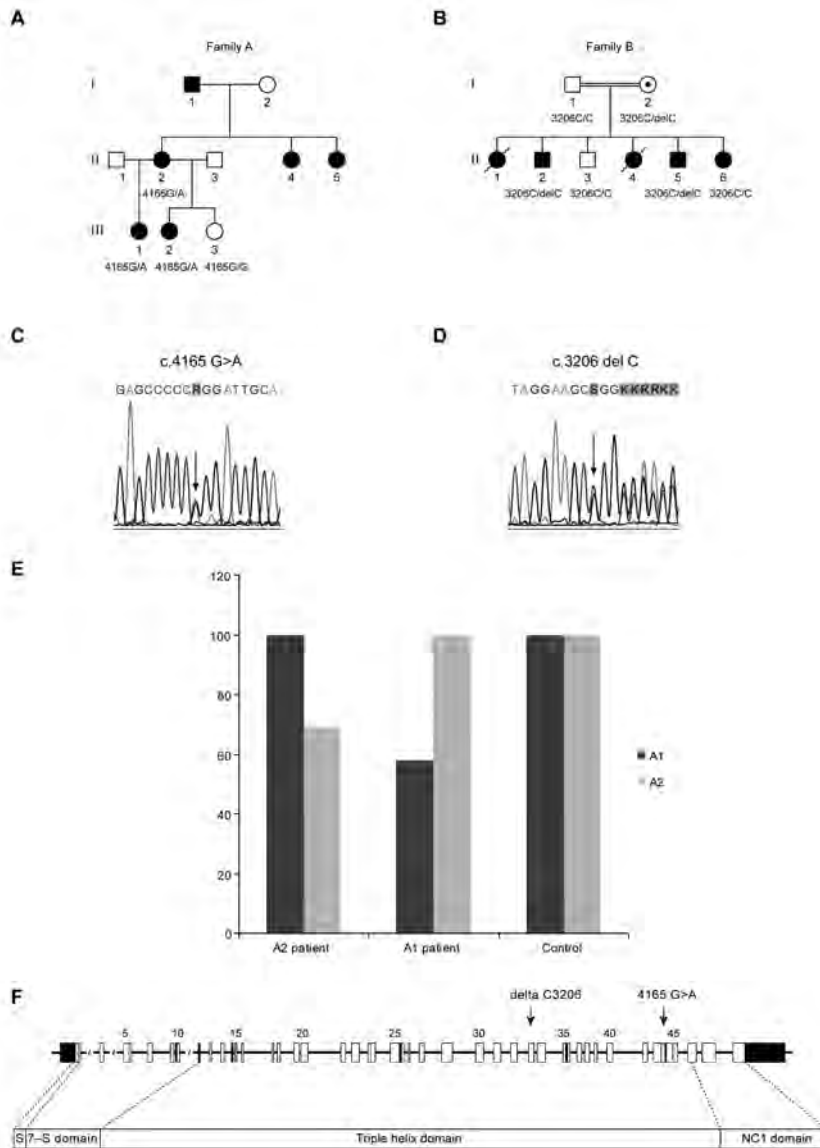 A
Family A
I
1
2
II
1
2
3
4
5
4165G/A
III
1
2
3
4165G/A
4165G/A
4165G/G
B
Family B
I
1
2
3206C/C
3206C/delC
II
1
2
3
4
5
6
3206C/delC
3206C/C
3206C/delC
3206C/C
C
c.4165 G>A
GAGCCCCCRGGATTGCA
D
c.3206 del C
TAGGAAGCSGGKKKRKK
E
120
100
80
60
40
20
0
A2 patient
A1 patient
Control
A1
A2
F
delta C3206
4165 G>A
5
10
15
20
25
30
35
40
45
S
7–S domain
Triple helix domain
NC1 domain